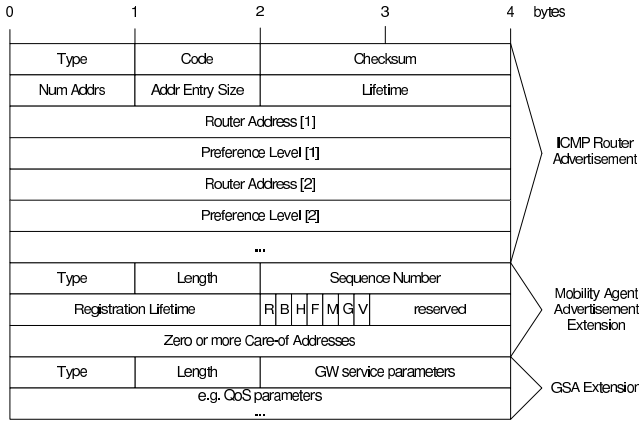 0 1 2 3 4 bytes
Type Code Checksum
Num Addrs Addr Entry Size Lifetime
Router Address [1]
Preference Level [1]
Router Address [2]
Preference Level [2]
...
ICMP Router
Advertisement
Type Length Sequence Number
Registration Lifetime R B H F M G V reserved
Zero or more Care-of Addresses
Mobility Agent
Advertisement
Extension
Type Length GW service parameters
e.g. QoS parameters
...
GSA Extension